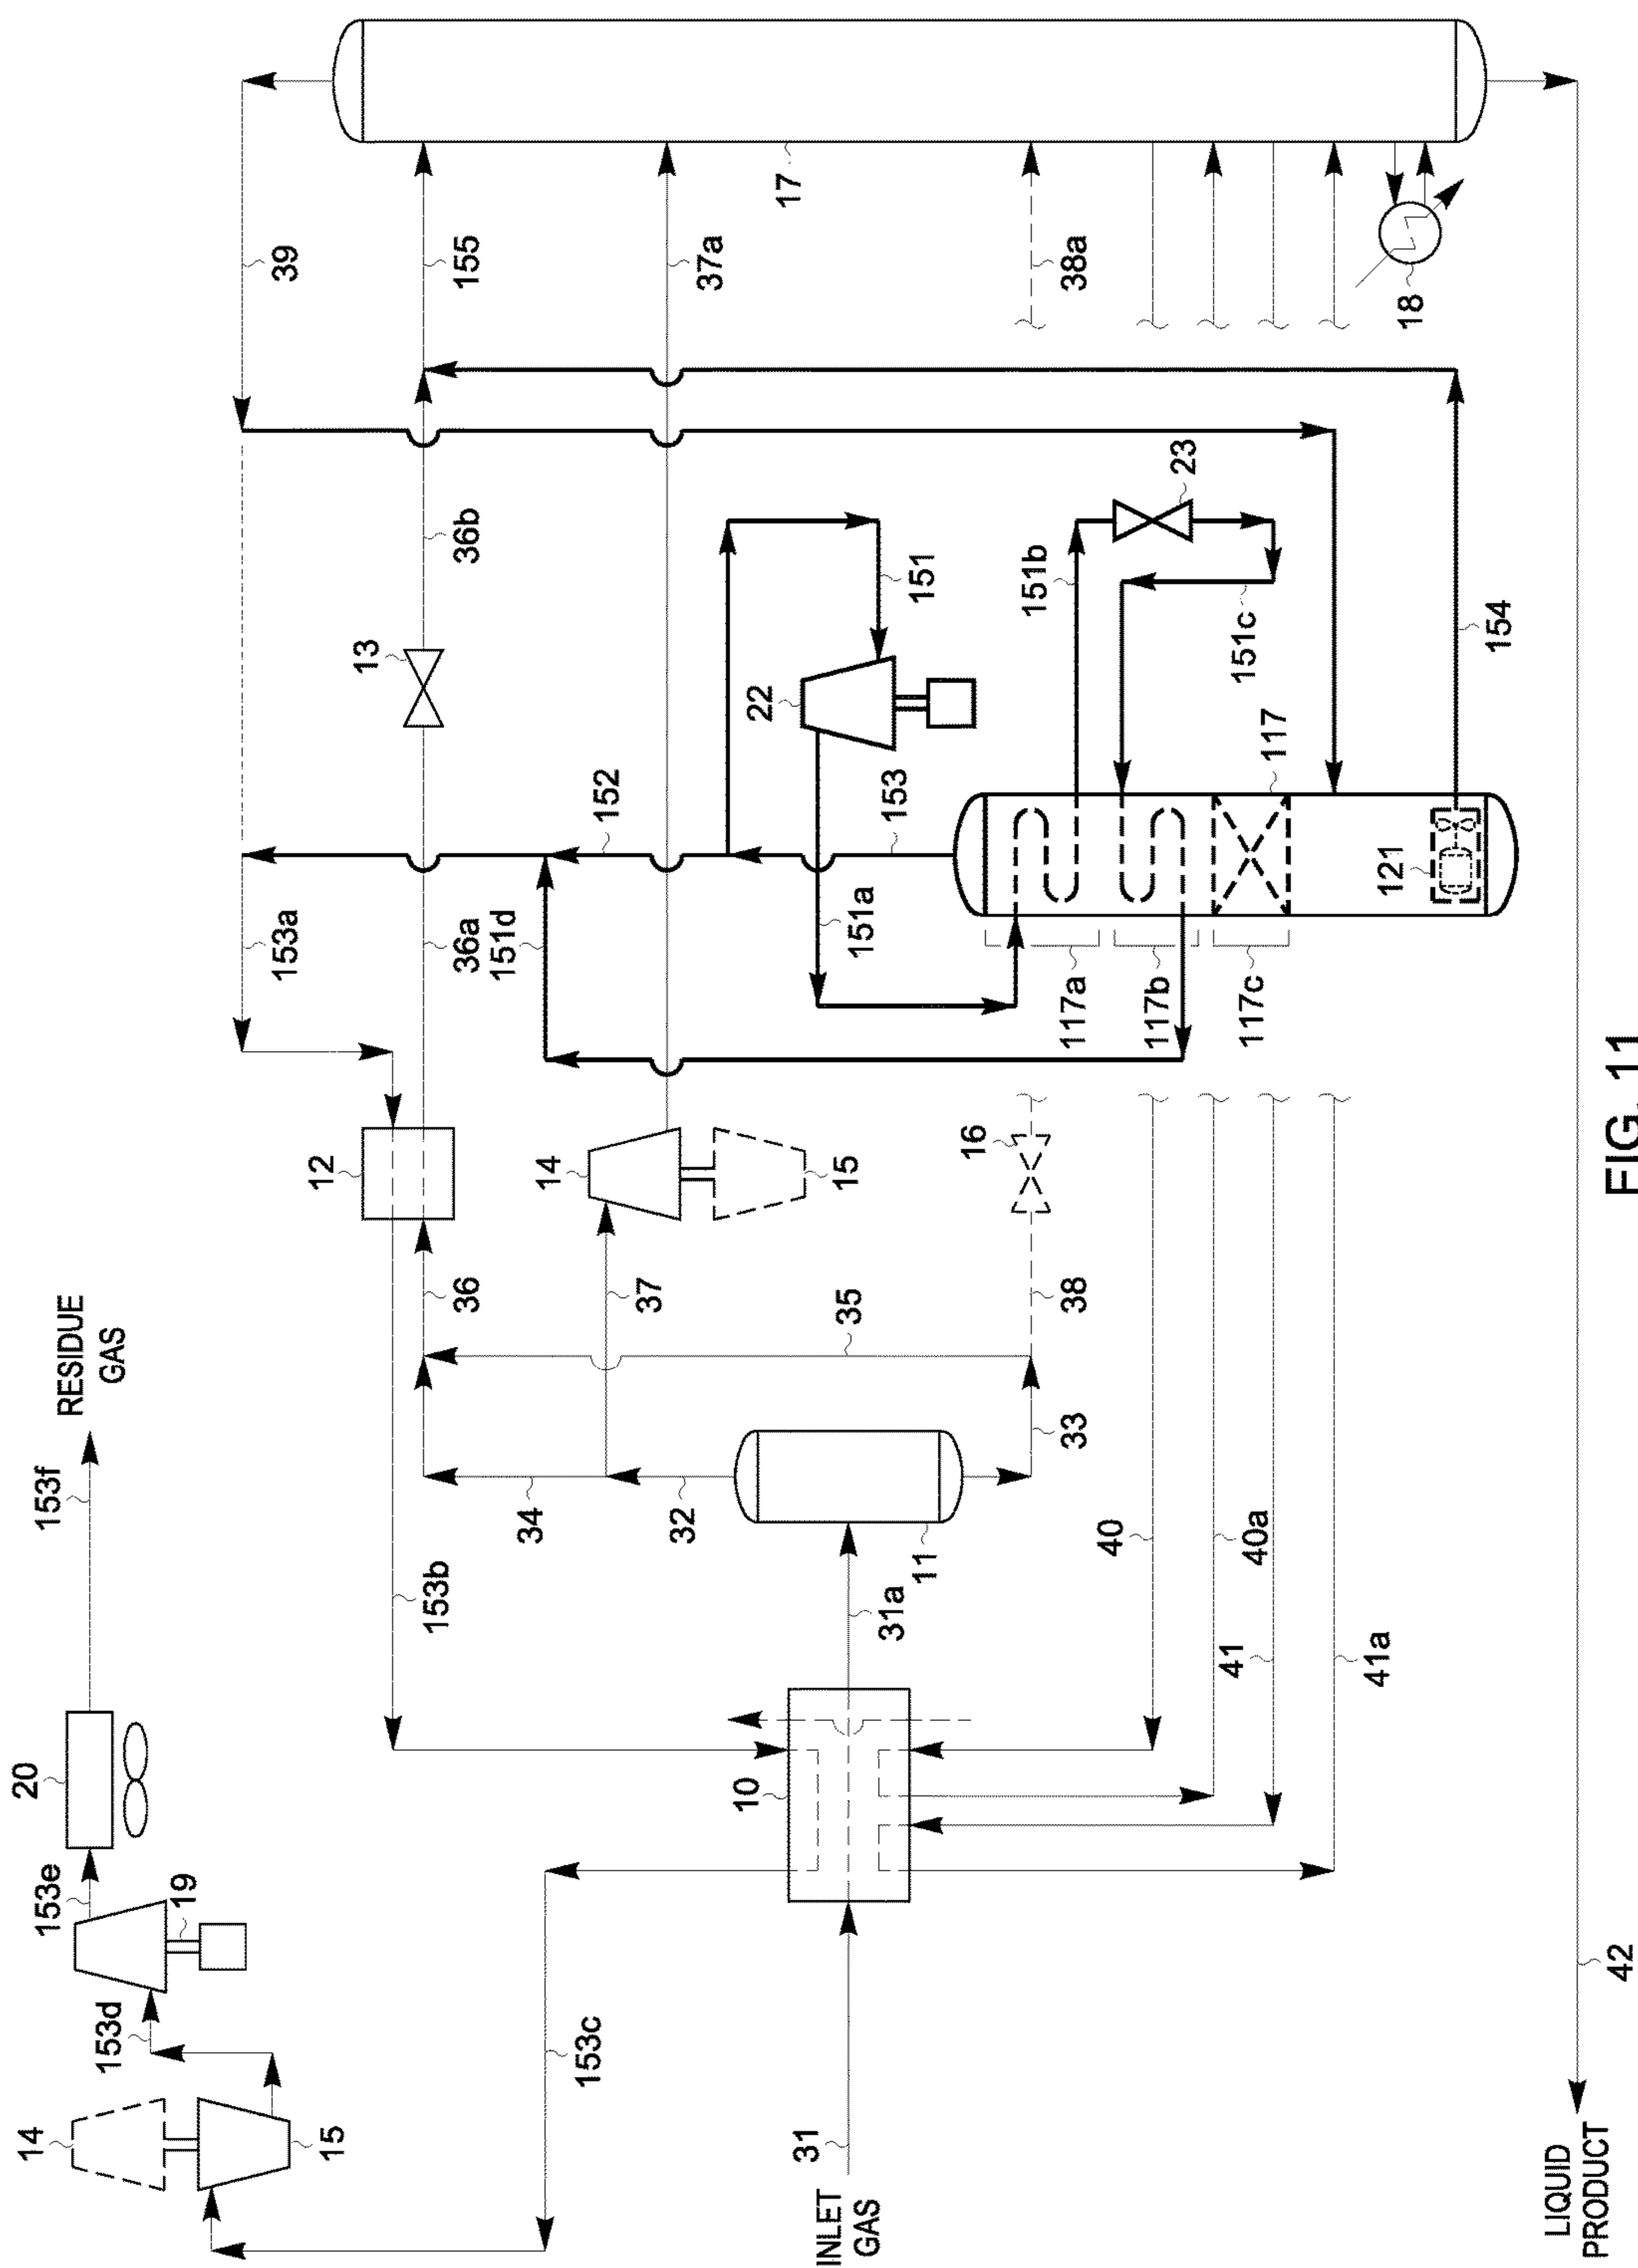 39
155
17
37a
38a
18
36b
13
153a
36a
151d
152
151
22
153
151a
151b
23
151c
154
117
121
117a
117b
117c
12
14
15
16
36
37
38
35
34
32
33
11
31a
153b
RESIDUE
GAS
153f
20
153e
19
153d
14
15
153c
10
40
40a
41
41a
31
INLET
GAS
42
LIQUID
PRODUCT
FIG. 11